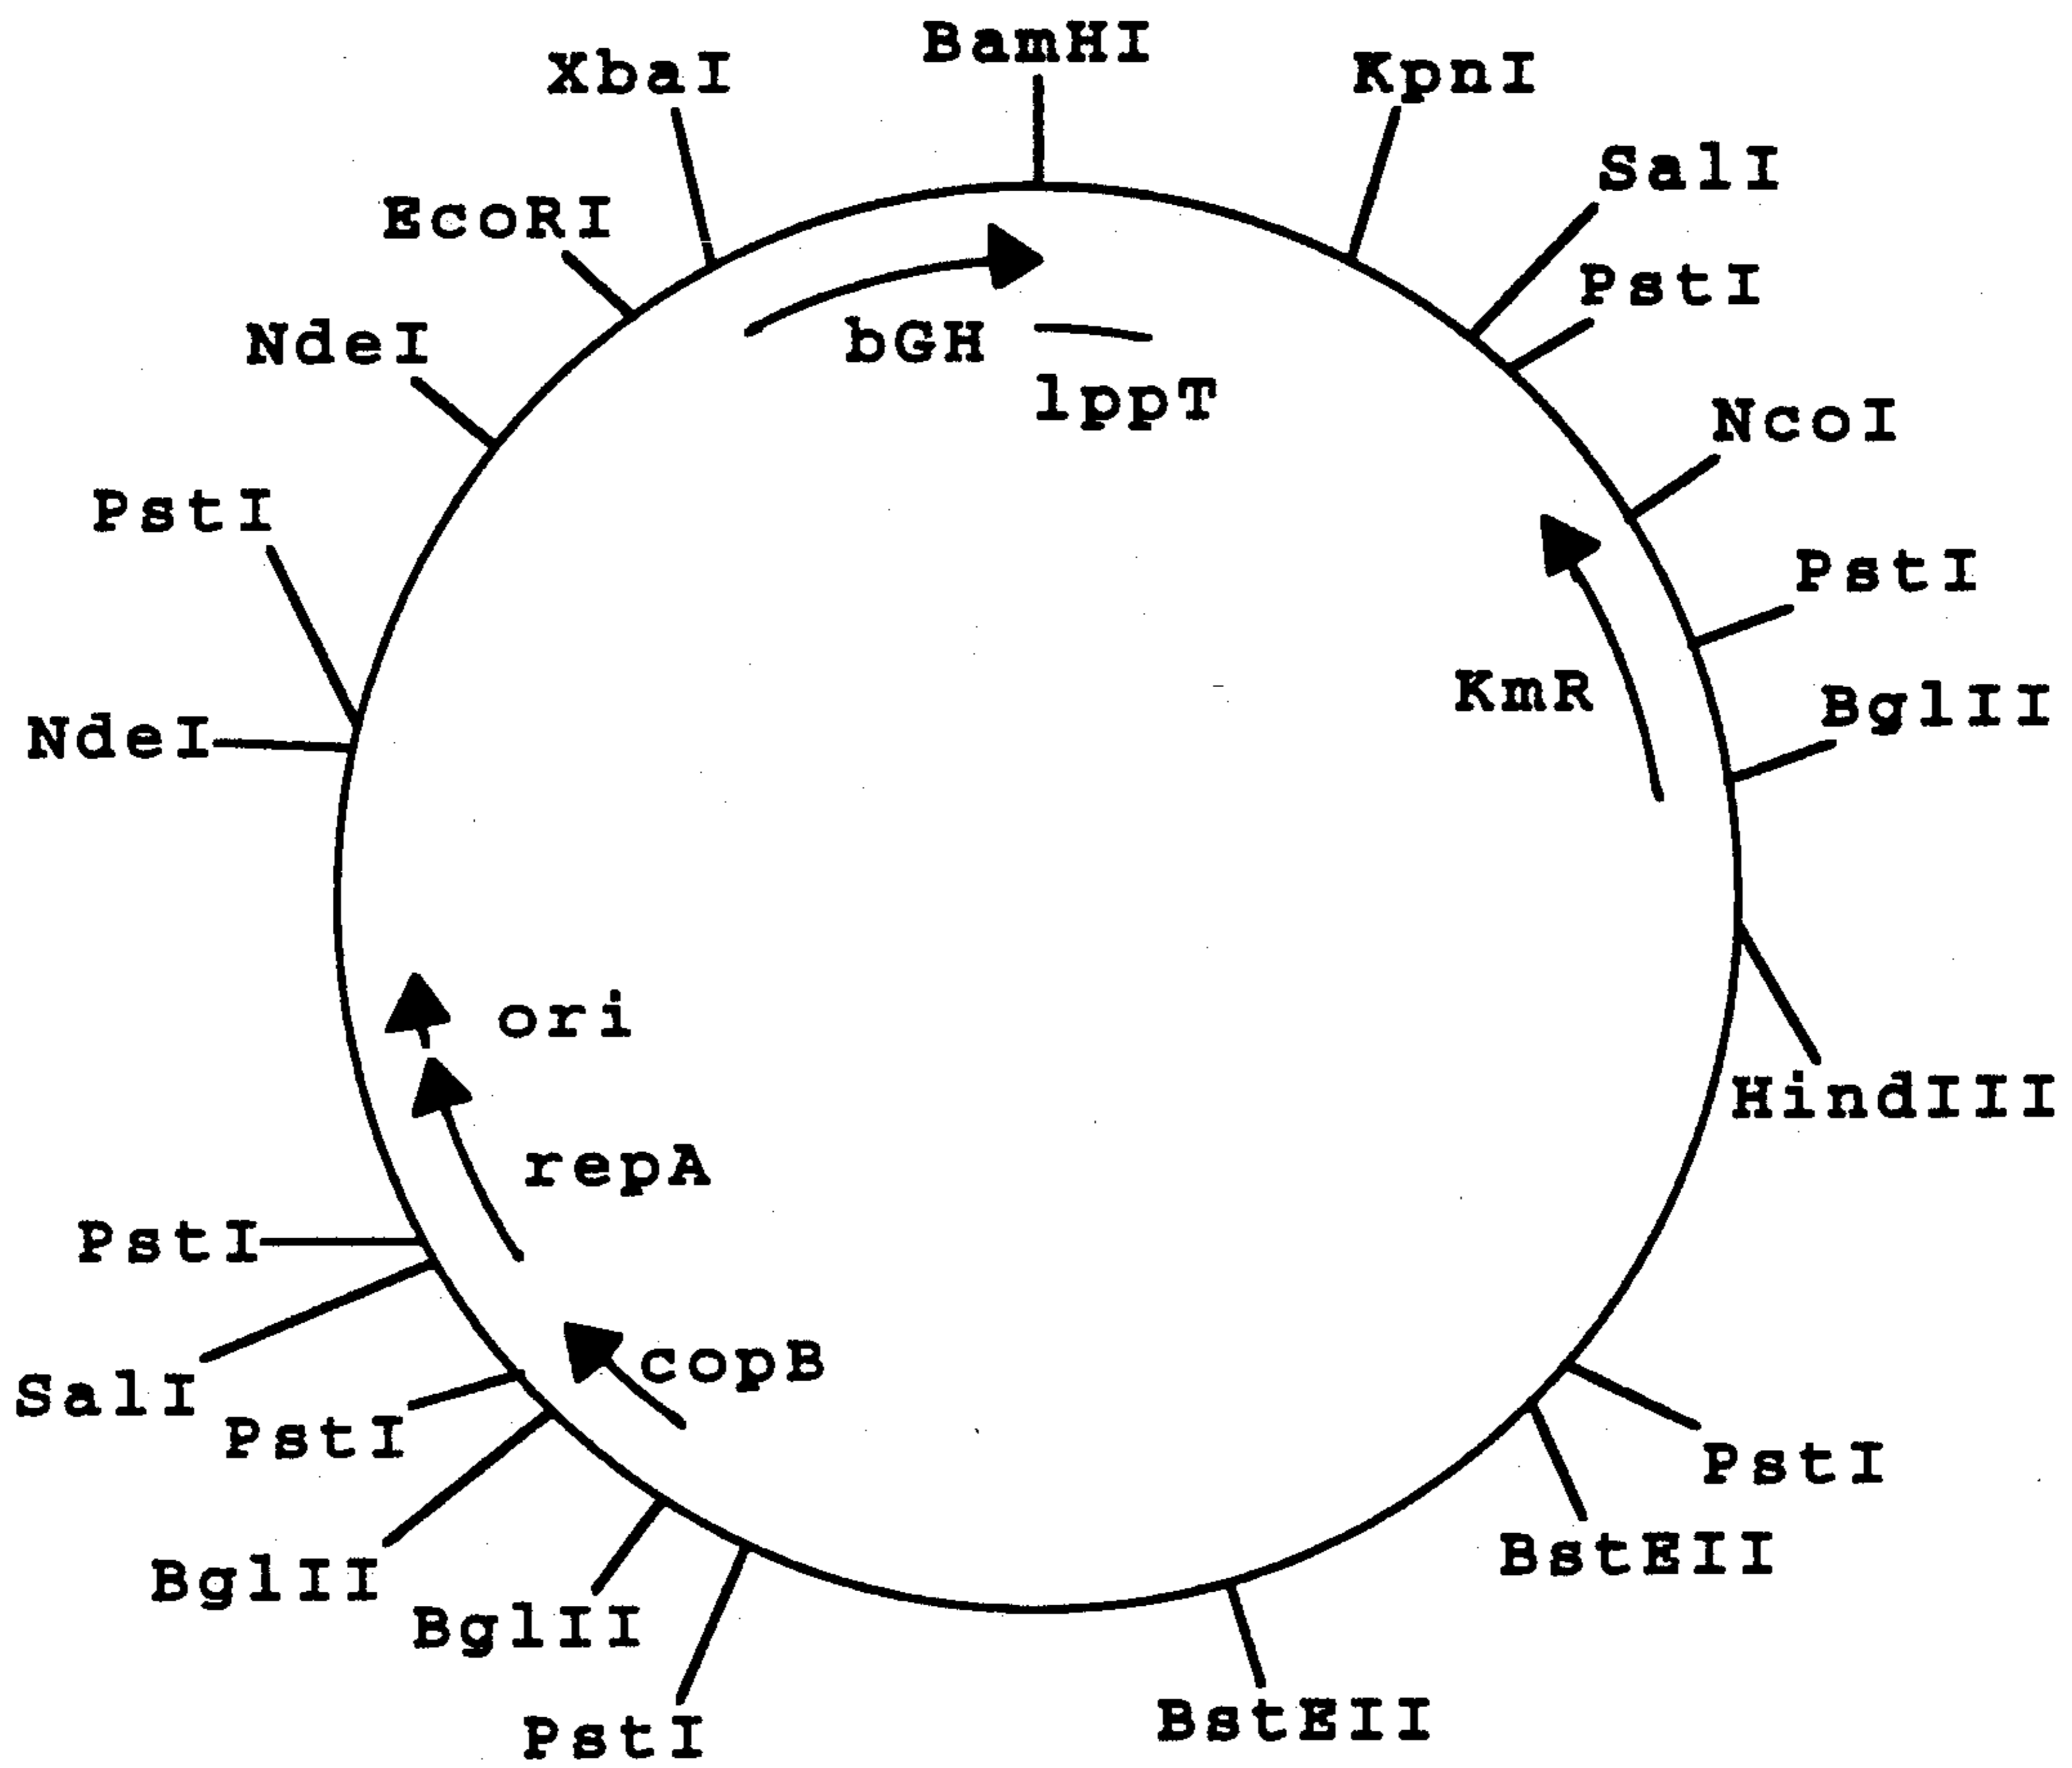 BamHI
XbaI
KpnI
SalI
EcoRI
PstI
bGH
NdeI
lppT
NcoI
PstI
PstI
KmR
BglII
NdeI
ori
HindIII
repA
PstI
copB
SalI
PstI
PstI
BstEII
BglII
BglII
BstEII
PstI